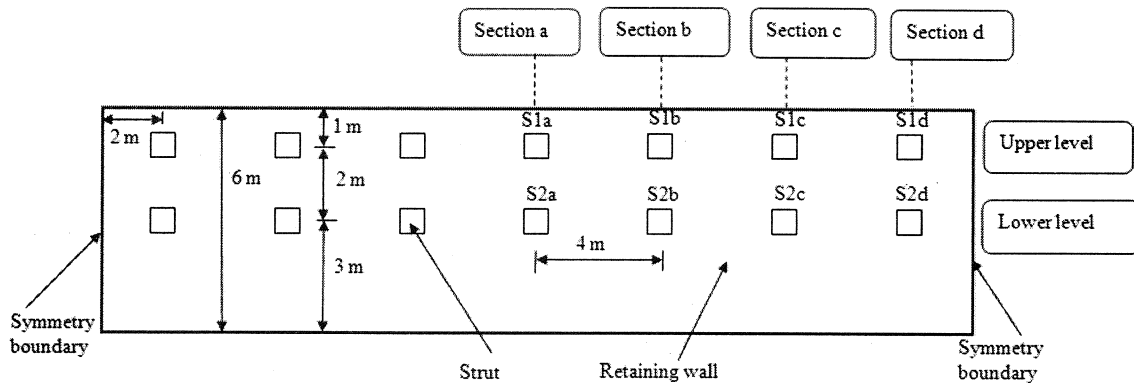 Section a
Section b
Section c
Section d
2 m
1 m
S1a
S1b
S1c
S1d
Upper level
6 m
2 m
S2a
S2b
S2c
S2d
Lower level
4 m
3 m
Symmetry
boundary
Strut
Retaining wall
Symmetry
boundary